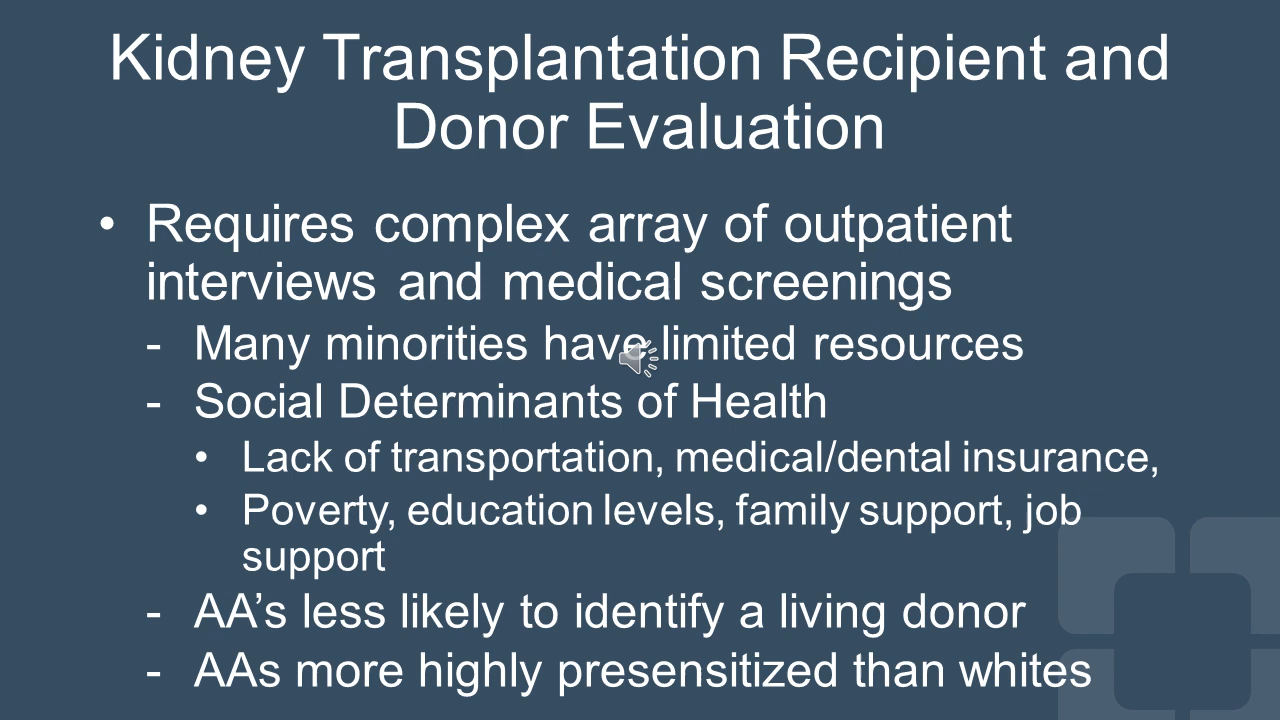 Kidney Transplantation Recipient and
Donor Evaluation
• Requires complex array of outpatient
interviews and medical screenings
- Many minorities have limited resources
- Social Determinants of Health
• Lack of transportation, medical/dental insurance,
• Poverty, education levels, family support, job
support
- AA’s less likely to identify a living donor
- AAs more highly presensitized than whites